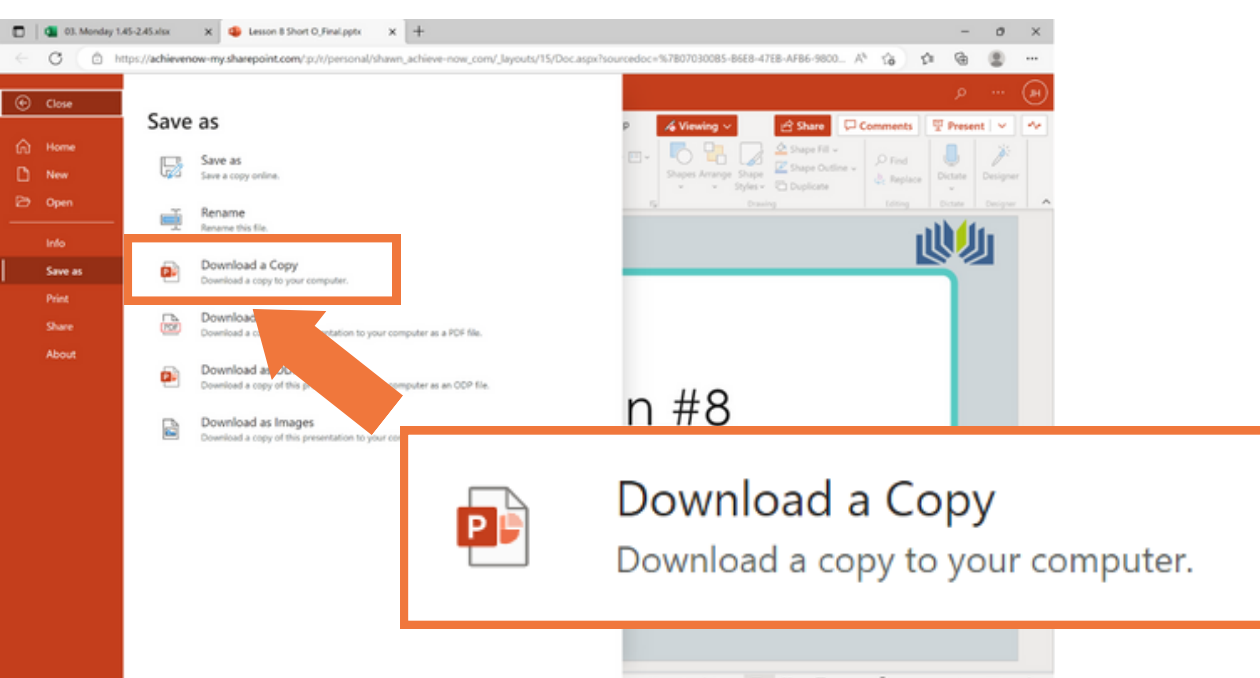 03. Monday 1.45-2.45.xlsx
Lesson 8 Short O_Final.pptx
https://achievenow-my.sharepoint.com/:p:/r/personal/shawn_achieve-now_com/_layouts/15/Doc.aspx?sourcedoc=%7B07030085-B6E8-47EB-AFB6-9800...
Close
JH
Save as
Viewing
Share
Comments
Present
Home
New
Open
Info
Save as
Print
Share
About
Save as
Save a copy online.
Rename
Rename this file.
Download a Copy
Download a copy to your computer.
Download
PDF
Download a co ntation to your computer as a PDF file.
Download as OD
Download a copy of this p omputer as an ODP file.
Download as Images
Download a copy of this presentation to your co
Shapes Arrange Shape
Styles
Shape Fill
Shape Outline
Duplicate
Find
Replace
Dictate
Designer
Drawing
Editing
Dictate
Designer
n #8
P
Download a Copy
Download a copy to your computer.